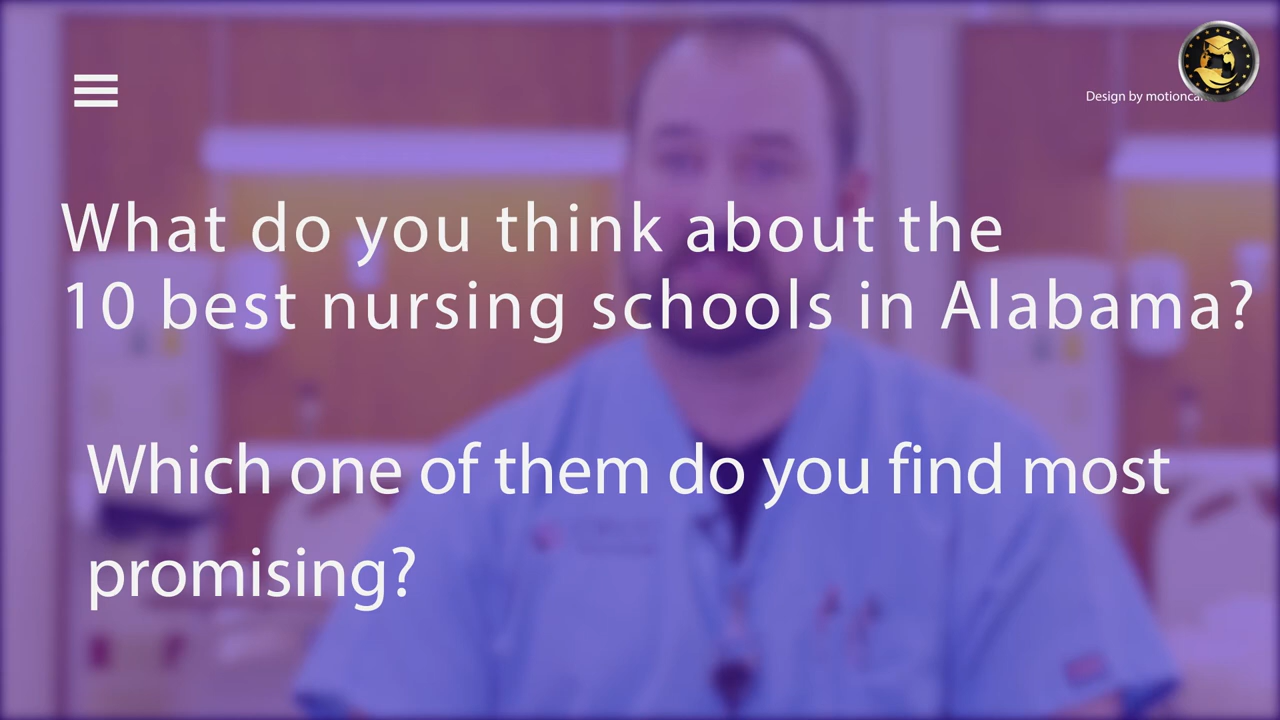 Design by
What do you think about the
10 best nursing schools in Alabama?
Which one of them do you find most
promising?